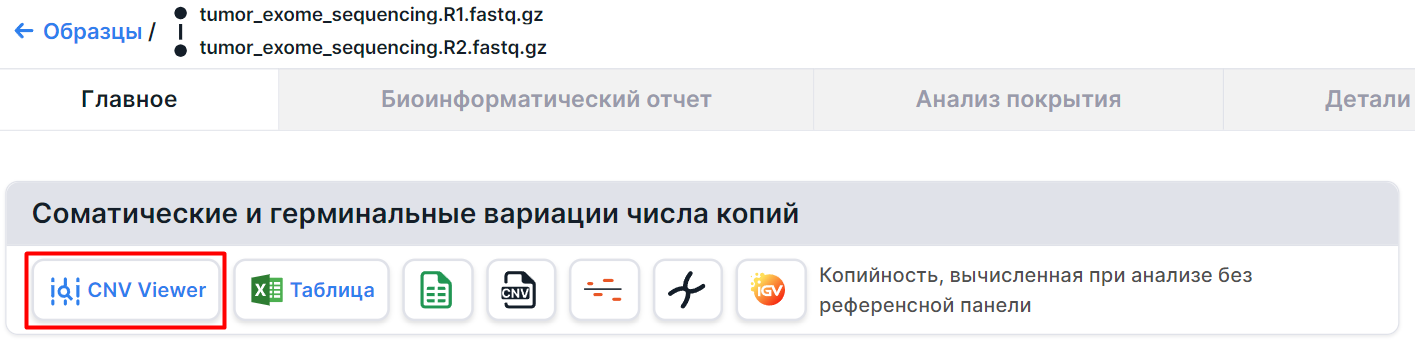 ← Образцы /
tumor_exome_sequencing.R1.fastq.gz
tumor_exome_sequencing.R2.fastq.gz
Главное
Биоинформатический отчет
Анализ покрытия
Детали
Соматические и герминальные вариации числа копий
CNV Viewer
X
Таблица
CNV
IGV
Копийность, вычисленная при анализе без
референсной панели